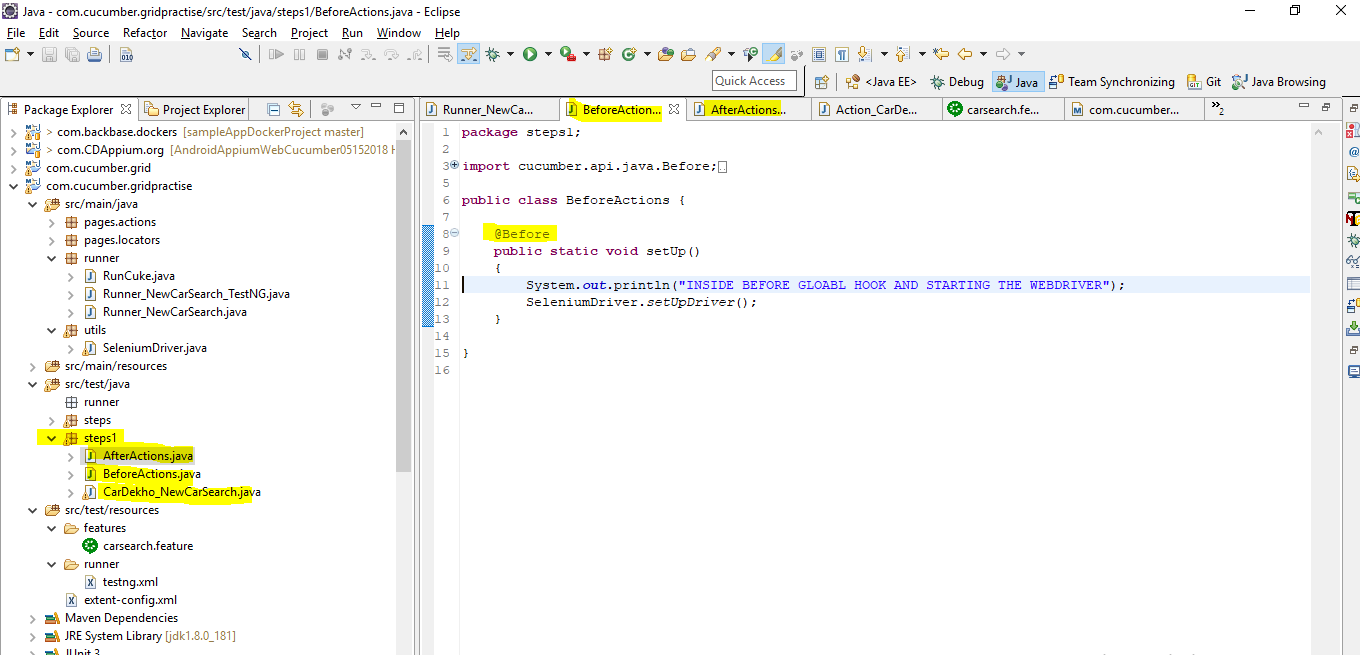 Java - com.cucumber.gridpractise/src/test/java/steps1/BeforeActions.java - Eclipse
File Edit Source Refactor Navigate Search Project Run Window Help
Quick Access <Java EE> Debug Java Team Synchronizing Git Java Browsing
Package Explorer Project Explorer
> com.backbase.dockers [sampleAppDockerProject master]
> com.CDAppium.org [AndroidAppiumWebCucumber05152018 H
com.cucumber.grid
com.cucumber.gridpractise
src/main/java
pages.actions
pages.locators
runner
RunCuke.java
Runner_NewCarSearch_TestNG.java
Runner_NewCarSearch.java
utils
SeleniumDriver.java
src/main/resources
src/test/java
runner
steps
steps1
AfterActions.java
BeforeActions.java
CarDekho_NewCarSearch.java
src/test/resources
features
carsearch.feature
runner
testng.xml
extent-config.xml
Maven Dependencies
JRE System Library [jdk1.8.0_181]
JUnit 3
Runner_NewCa... BeforeAction... AfterActions... Action_CarDe... carsearch.fe... com.cucumber... »2
1 package steps1;
2
3 import cucumber.api.java.Before;
5
6 public class BeforeActions {
7
8 @Before
9 public static void setUp()
10 {
11 System.out.println("INSIDE BEFORE GLOABL HOOK AND STARTING THE WEBDRIVER");
12 SeleniumDriver.setUpDriver();
13 }
14
15 }
16